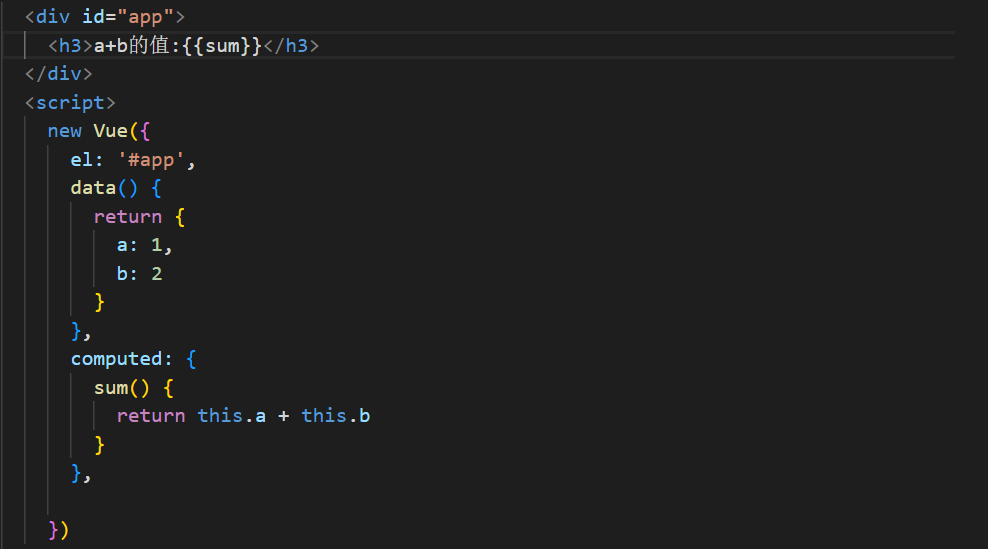 <div id="app">
  <h3>a+b的值:{{sum}}</h3>
</div>
<script>
  new Vue({
    el: '#app',
    data() {
      return {
        a: 1,
        b: 2
      }
    },
    computed: {
      sum() {
        return this.a + this.b
      }
    },
  })